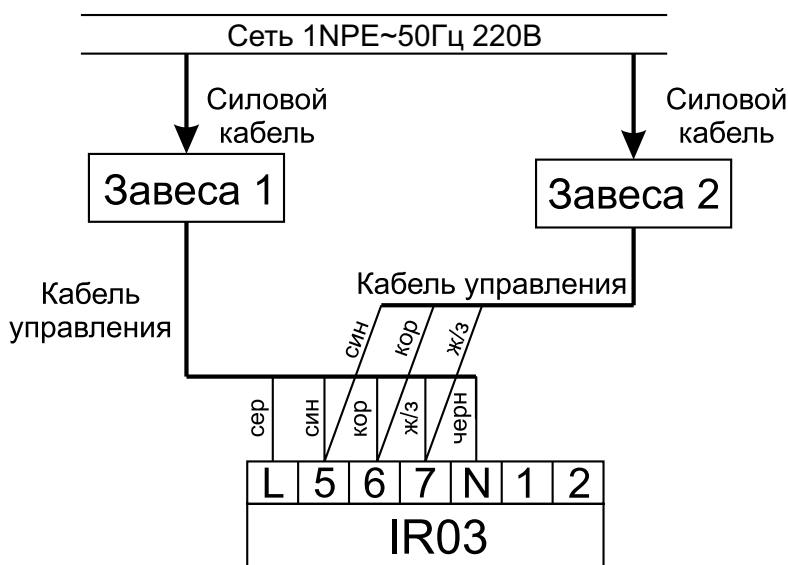 Сеть 1NPE~50Гц 220В
Силовой
кабель
Силовой
кабель
Завеса 1
Завеса 2
Кабель
управления
Кабель управления
син
кор
ж/з
сер
син
кор
ж/з
черн
L 5 6 7 N 1 2
IR03